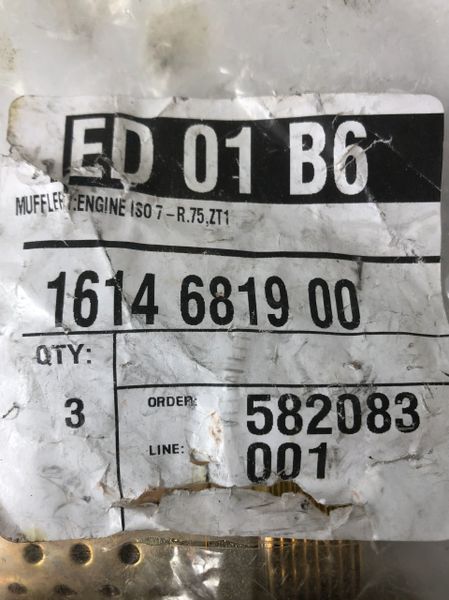 ED 01 B6
MUFFLER :ENGINE ISO 7-R.75,ZT1
1614 6819 00
QTY:
3
ORDER: 582083
LINE: 001